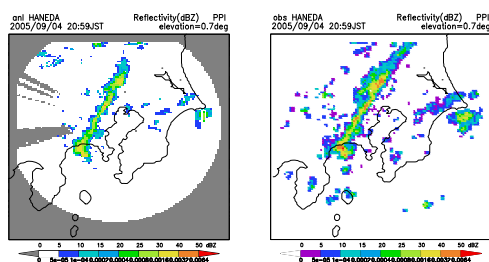 anl HANEDA Reflectivity(dBZ) PPI
2005/09/04 20:59JST elevation=0.7deg
obs HANEDA Reflectivity(dBZ) PPI
2005/09/04 20:59JST elevation=0.7deg
0 5 10 15 20 25 30 35 40 50 dBZ
0 5 10 15 20 25 30 35 40 50 dBZ